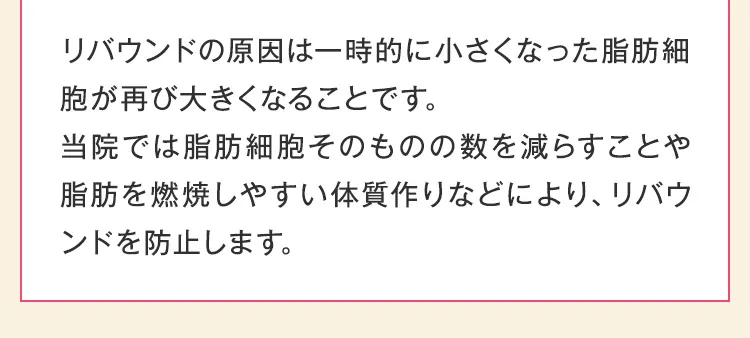 リバウンドの原因は一時的に小さくなった脂肪細
胞が再び大きくなることです。
当院では脂肪細胞そのものの数を減らすことや
脂肪を燃焼しやすい体質作りなどにより、リバウ
ンドを防止します。